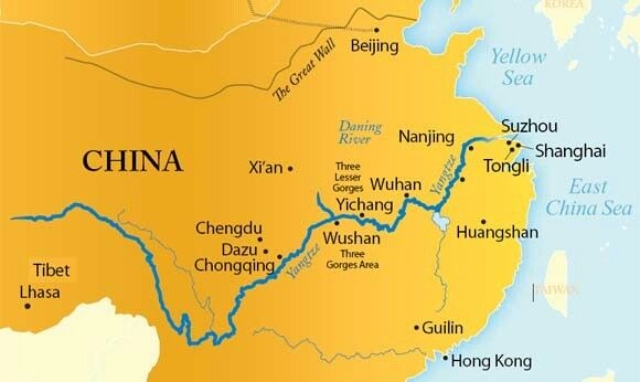 KOREA
Beijing
The Great Wall
Yellow
Sea
Daning
River
Nanjing
Suzhou
Shanghai
Tongli
CHINA
Xi'an
Three
Lesser
Gorges
Wuhan
Yangtze
Yichang
East
China Sea
Chengdu
Dazu
Chongqing
Yangtze
Wushan
Three
Gorges Area
Huangshan
Tibet
Lhasa
TAIWAN
Guilin
Hong Kong